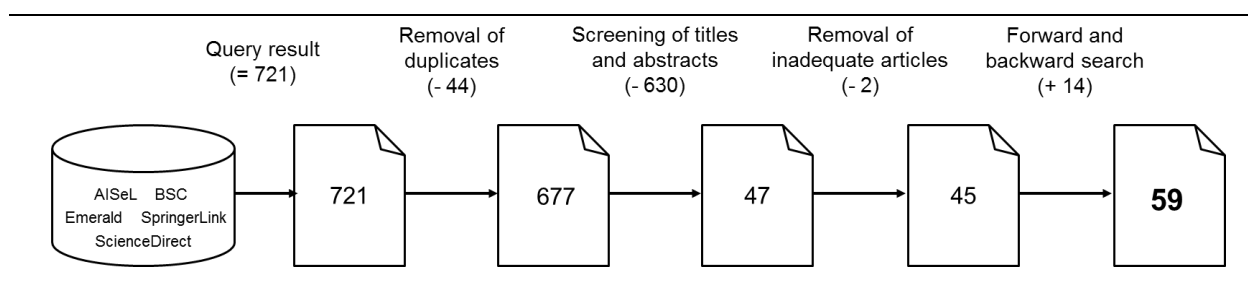 Query result
(= 721)
Removal of
duplicates
(- 44)
Screening of titles
and abstracts
(- 630)
Removal of
inadequate articles
(- 2)
Forward and
backward search
(+ 14)
AISeL BSC
Emerald SpringerLink
ScienceDirect
721
677
47
45
59